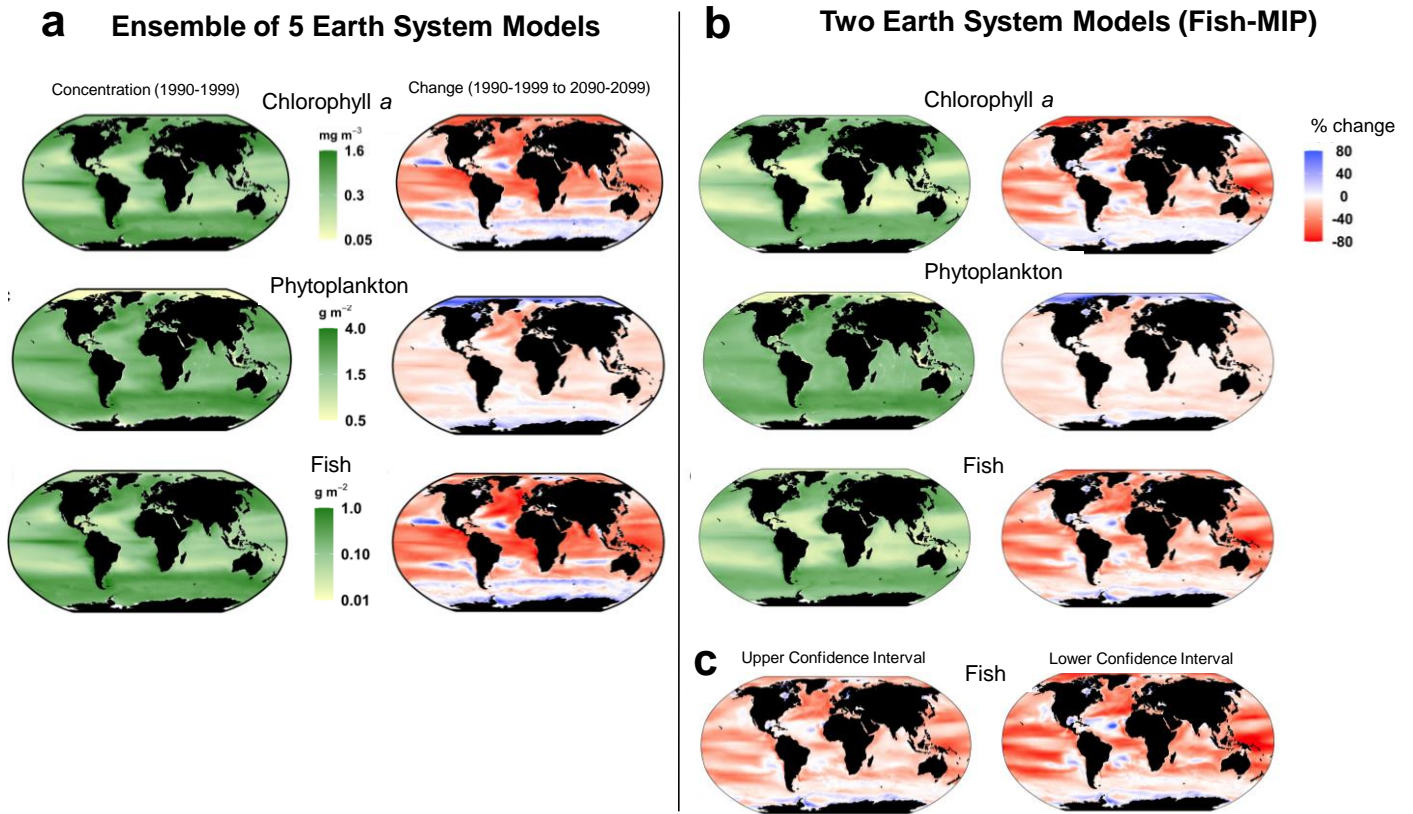 a Ensemble of 5 Earth System Models
Concentration (1990-1999)
Chlorophyll a
Change (1990-1999 to 2090-2099)
mg m⁻³
1.6
0.3
0.05
Phytoplankton
g m⁻²
4.0
1.5
0.5
Fish
g m⁻²
1.0
0.10
0.01
b Two Earth System Models (Fish-MIP)
Chlorophyll a
% change
80
40
0
-40
-80
Phytoplankton
Fish
c Upper Confidence Interval
Fish
Lower Confidence Interval